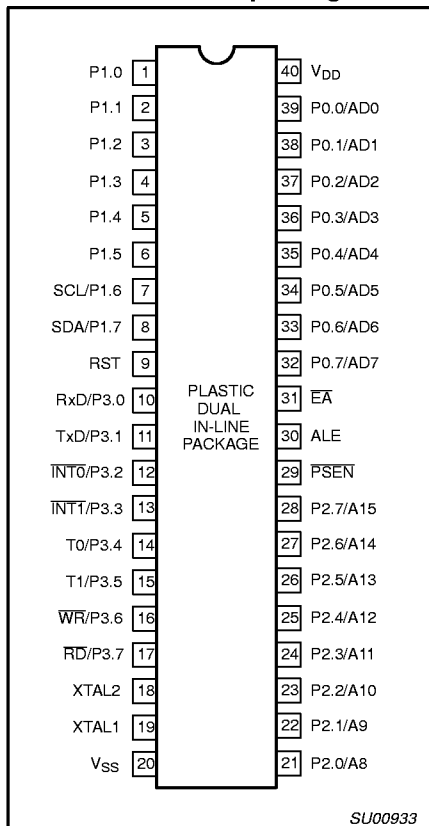 P1.0 1
P1.1 2
P1.2 3
P1.3 4
P1.4 5
P1.5 6
SCL/P1.6 7
SDA/P1.7 8
RST 9
RxD/P3.0 10
TxD/P3.1 11
INT0/P3.2 12
INT1/P3.3 13
T0/P3.4 14
T1/P3.5 15
WR/P3.6 16
RD/P3.7 17
XTAL2 18
XTAL1 19
VSS 20
PLASTIC
DUAL
IN-LINE
PACKAGE
40 VDD
39 P0.0/AD0
38 P0.1/AD1
37 P0.2/AD2
36 P0.3/AD3
35 P0.4/AD4
34 P0.5/AD5
33 P0.6/AD6
32 P0.7/AD7
31 EA
30 ALE
29 PSEN
28 P2.7/A15
27 P2.6/A14
26 P2.5/A13
25 P2.4/A12
24 P2.3/A11
23 P2.2/A10
22 P2.1/A9
21 P2.0/A8
SU00933